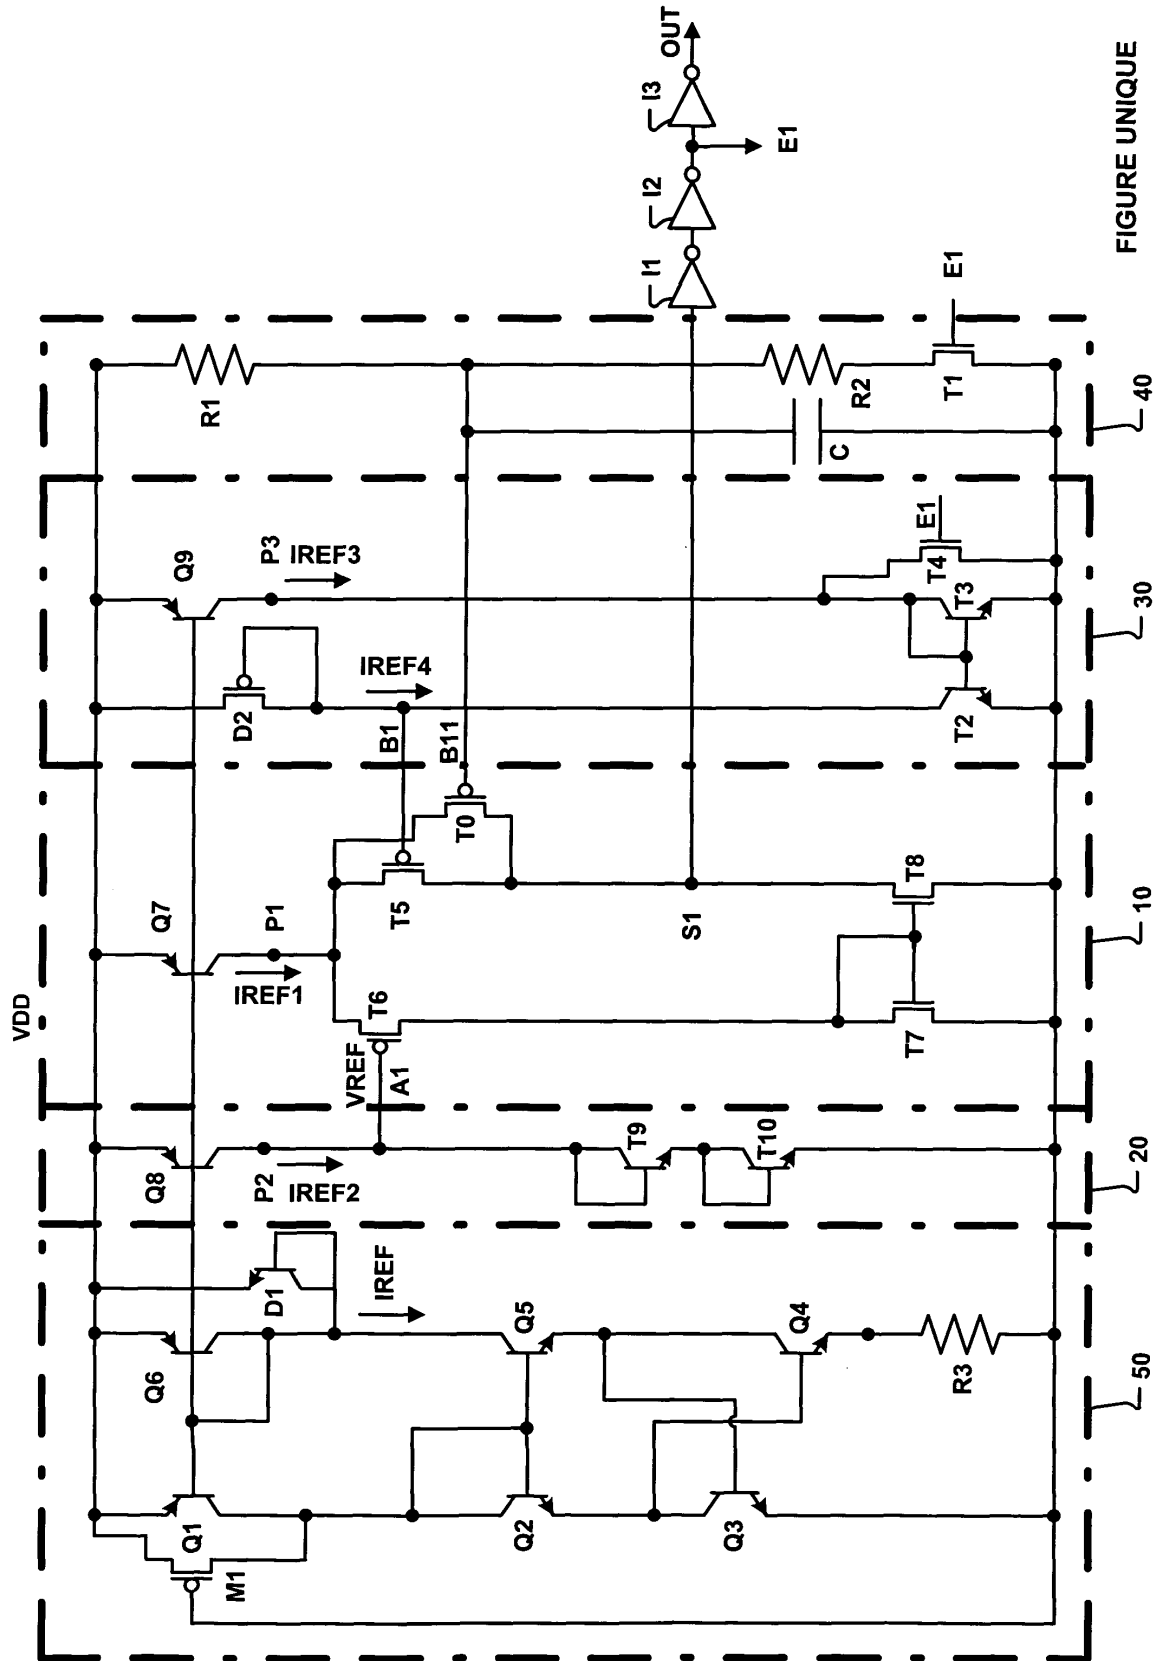 VDD
Q1
M1
Q6
D1
IREF
Q2
Q5
Q3
Q4
R3
50
Q8
P2
IREF2
T9
T10
20
Q7
P1
IREF1
VREF
A1
T6
T5
T0
S1
T7
T8
10
Q9
P3
IREF3
D2
IREF4
B1
B11
T2
T3
T4
E1
30
R1
C
R2
T1
E1
40
I1
I2
I3
E1
OUT
FIGURE UNIQUE